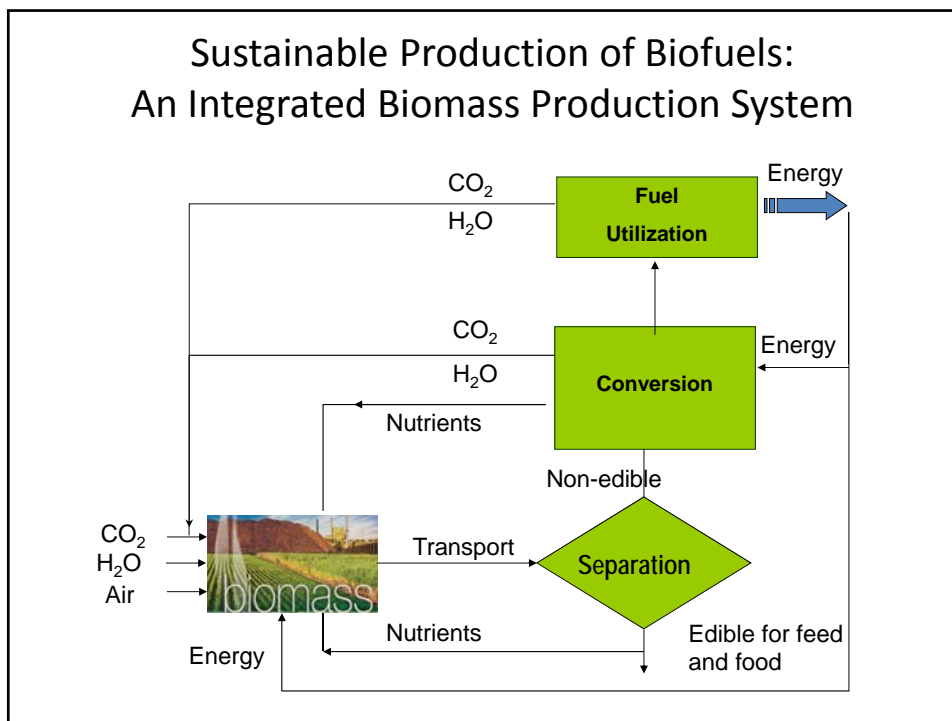 Sustainable Production of Biofuels:
An Integrated Biomass Production System
Energy
CO₂
H₂O
Fuel
Utilization
CO₂
H₂O
Energy
Conversion
Nutrients
Non-edible
CO₂
H₂O
Air
biomass
Transport
Separation
Nutrients
Energy
Edible for feed
and food